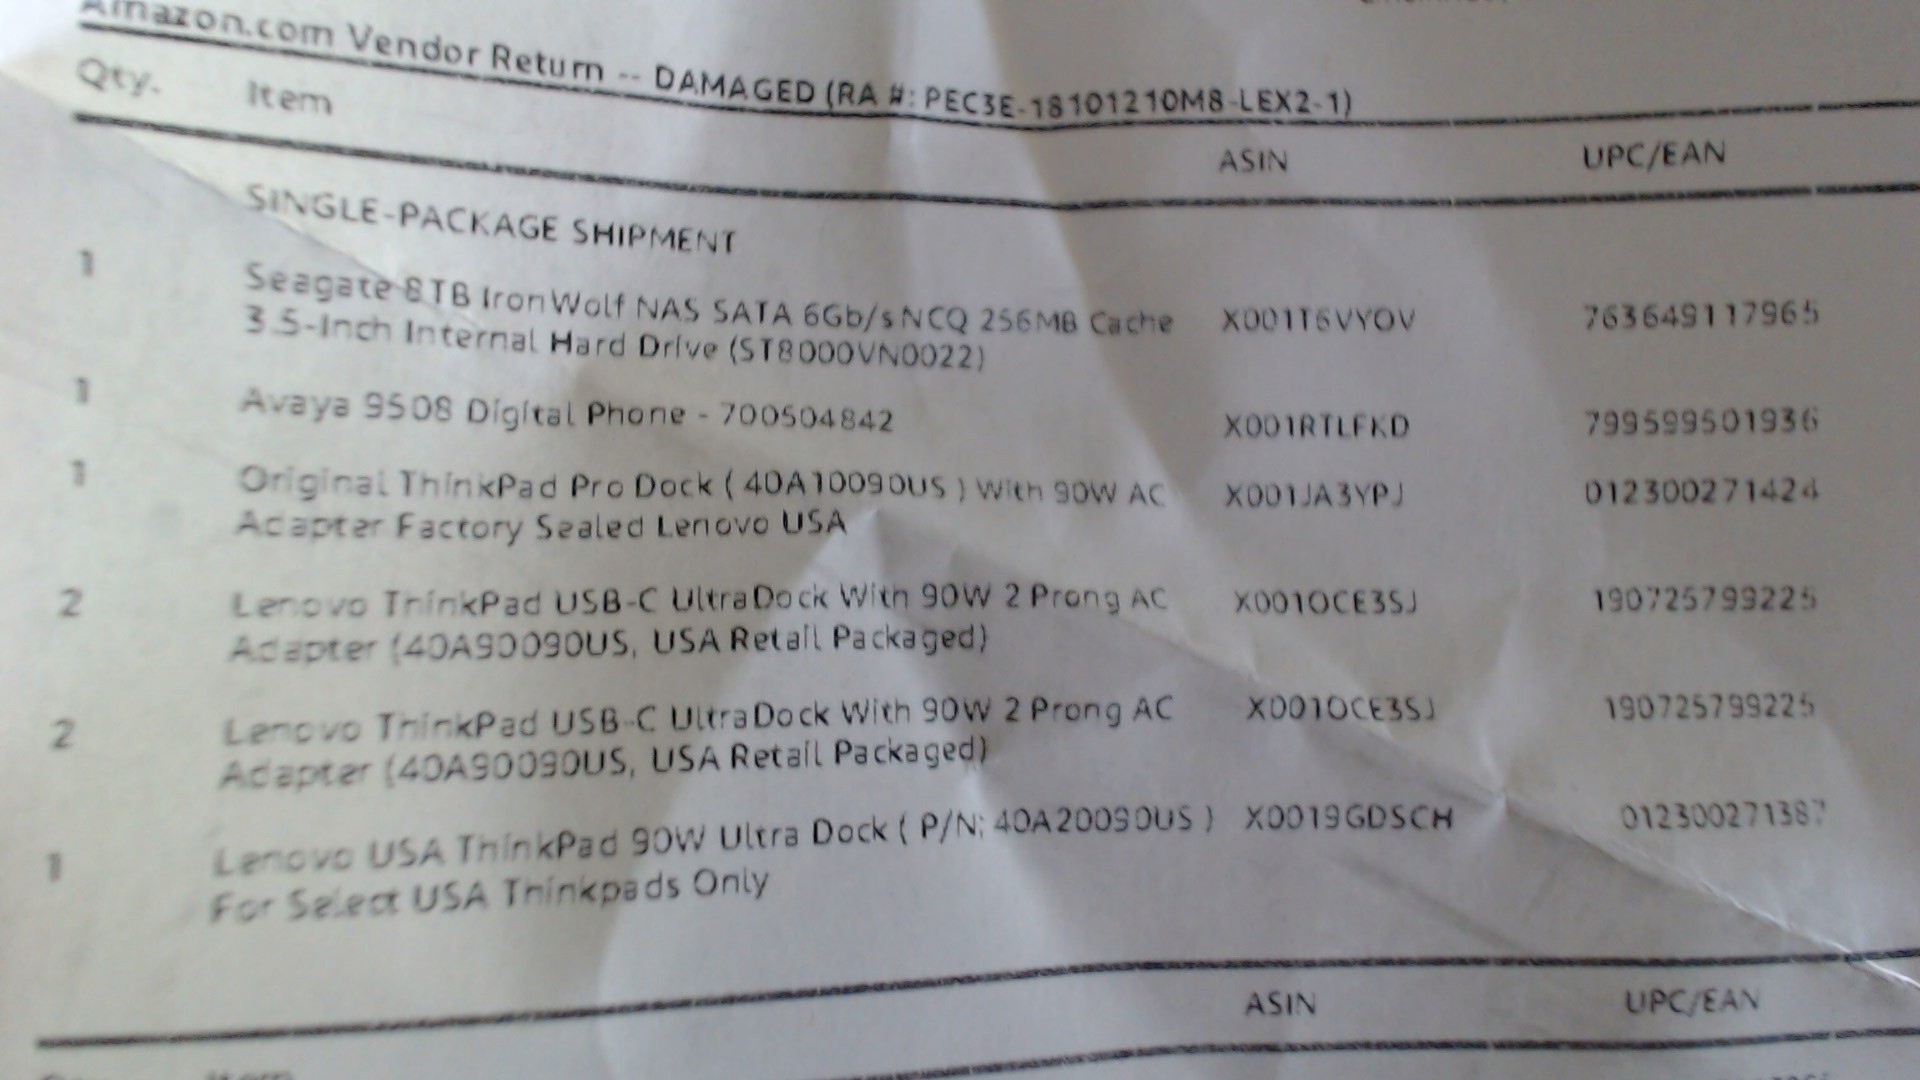 Amazon.com Vendor Return -- DAMAGED (RA #: PEC3E-18101210M8-LEX2-1)
Qty. Item ASIN UPC/EAN
SINGLE-PACKAGE SHIPMENT
1 Seagate 8TB IronWolf NAS SATA 6Gb/s NCQ 256MB Cache X001T6VYOV 763649117965
3.5-Inch Internal Hard Drive (ST8000VN0022)
1 Avaya 9508 Digital Phone - 700504842 X001RTLFKD 799599501936
1 Original ThinkPad Pro Dock ( 40A10090US ) With 90W AC X001JA3YPJ 012300271424
Adapter Factory Sealed Lenovo USA
2 Lenovo ThinkPad USB-C UltraDock With 90W 2 Prong AC X001OCE3SJ 190725799225
Adapter (40A90090US, USA Retail Packaged)
2 Lenovo ThinkPad USB-C UltraDock With 90W 2 Prong AC X001OCE3SJ 190725799225
Adapter (40A90090US, USA Retail Packaged)
1 Lenovo USA ThinkPad 90W Ultra Dock ( P/N; 40A20090US ) X0019GDSCH 012300271387
For Select USA Thinkpads Only
ASIN UPC/EAN
Item